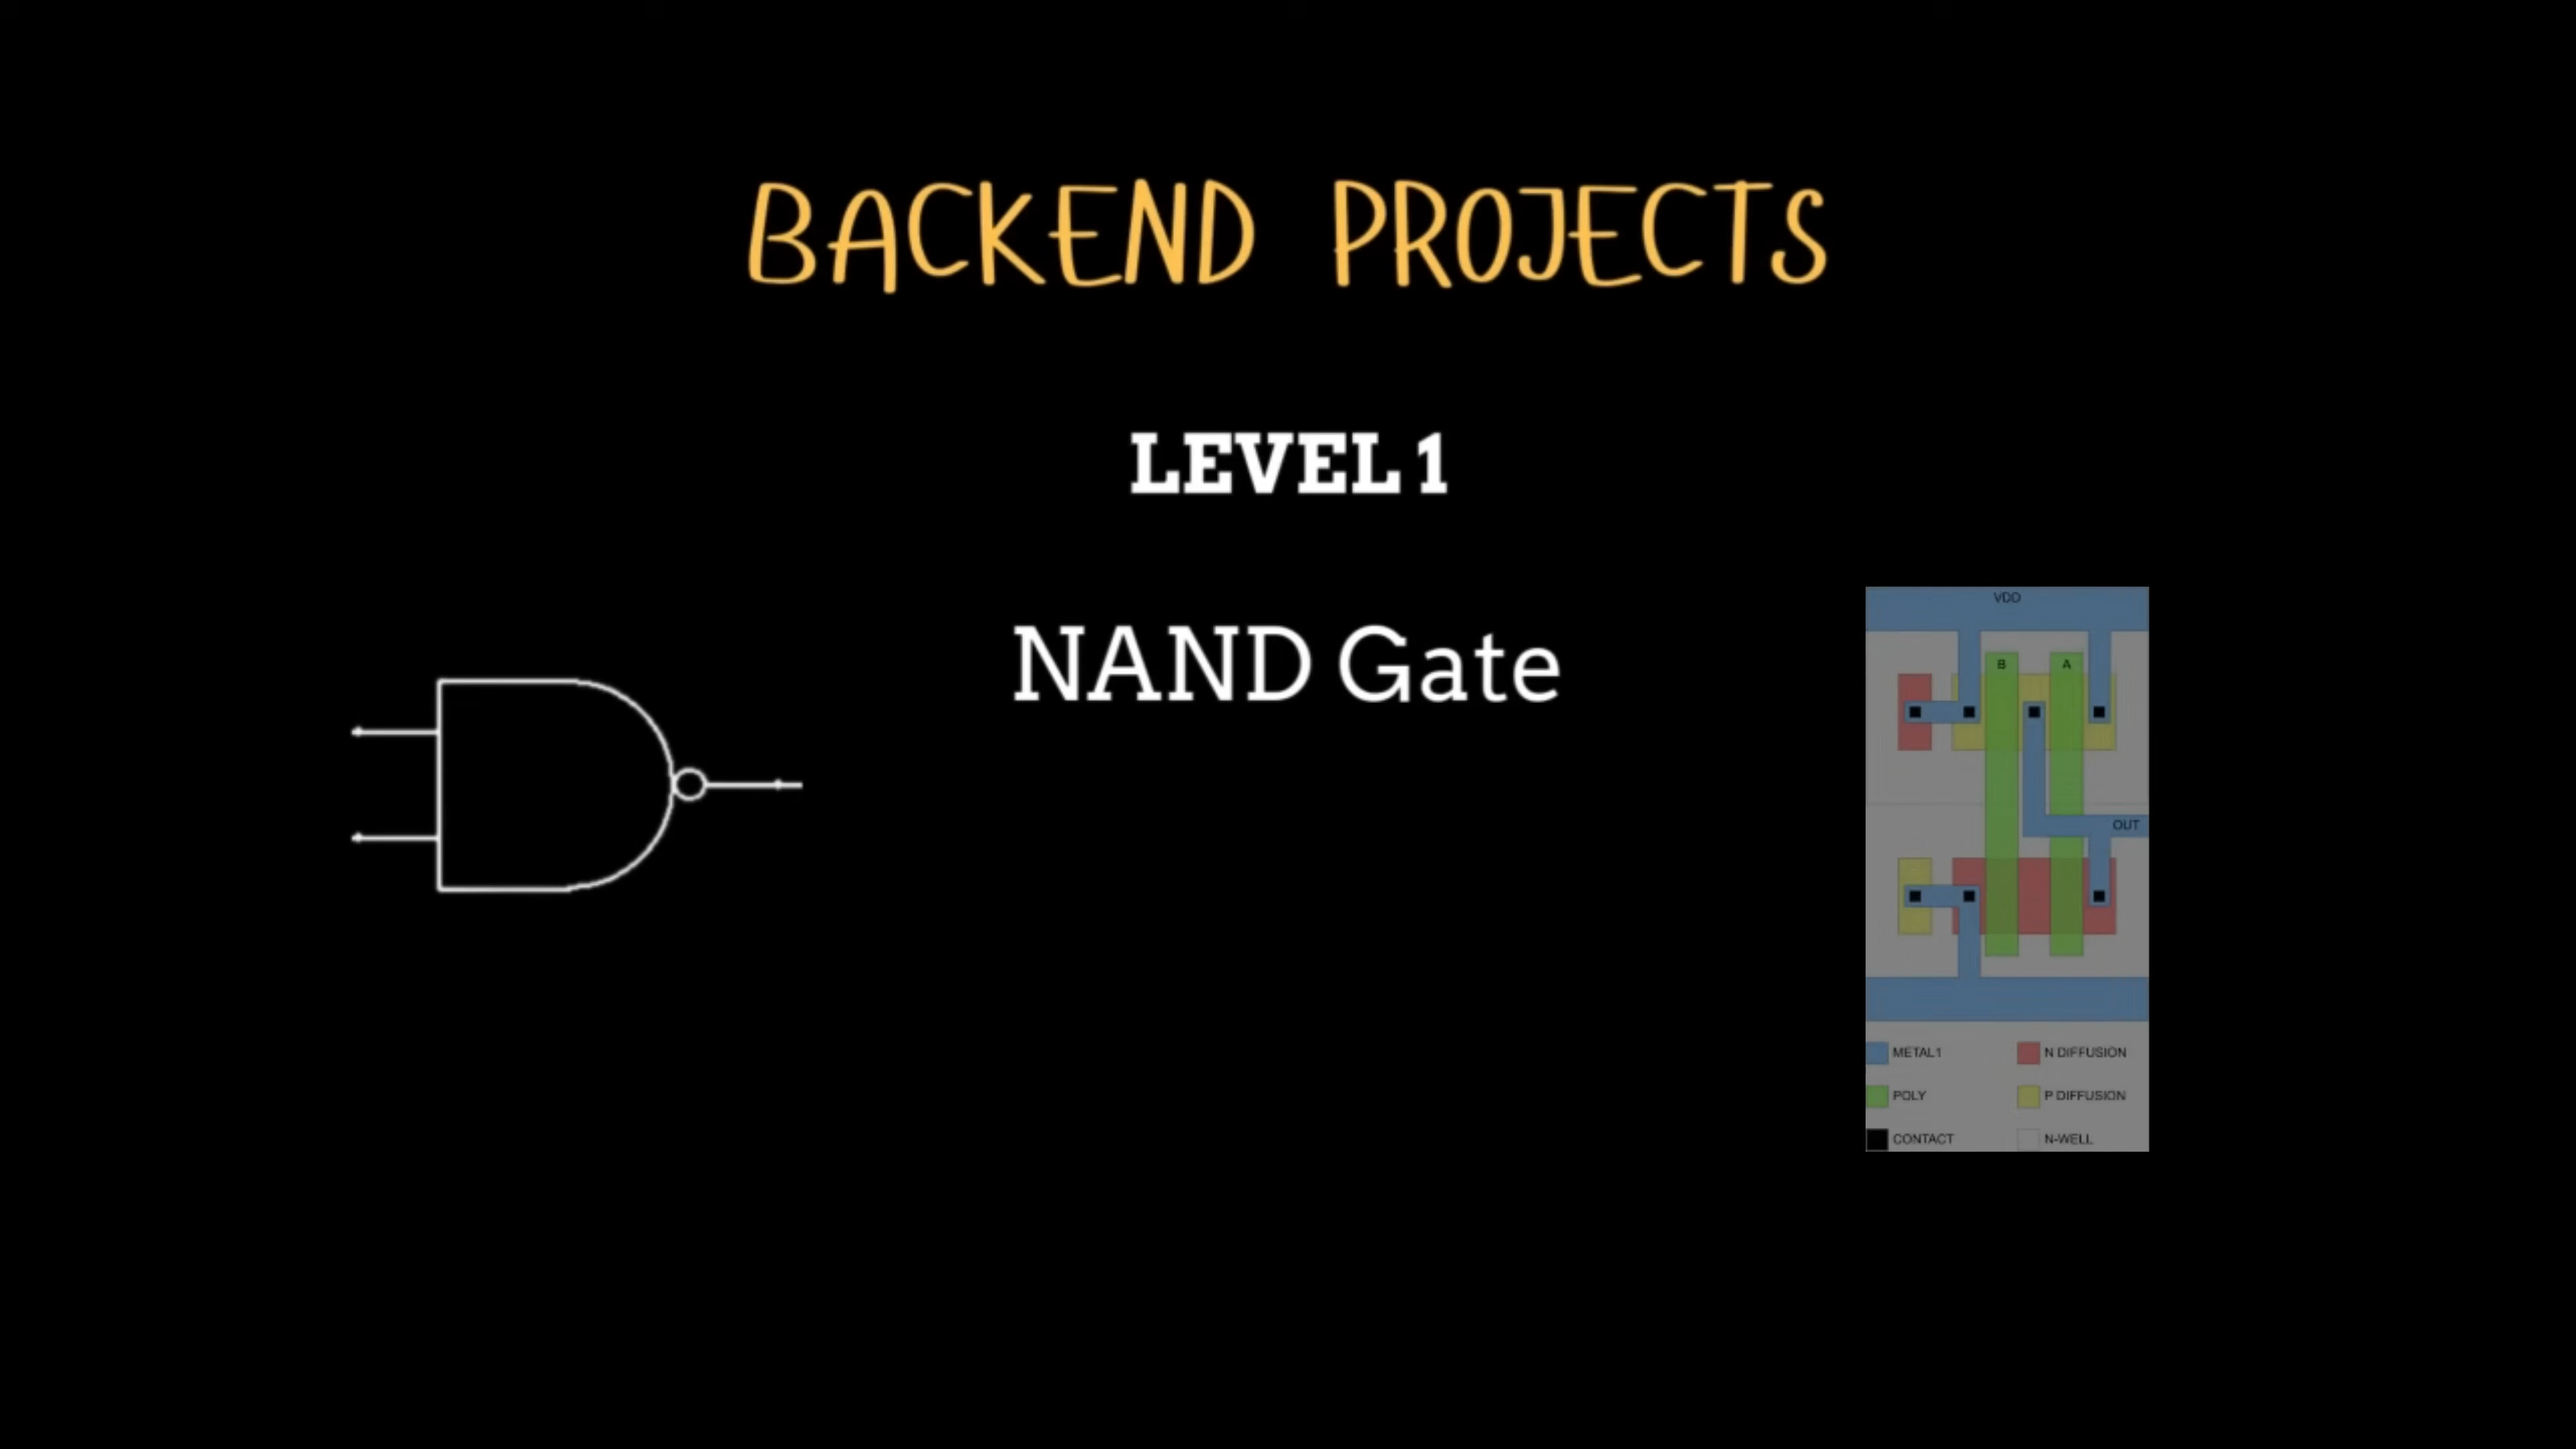 BACKEND PROJECTS
LEVEL 1
NAND Gate
VDD
B A
OUT
METAL1 N DIFFUSION
POLY P DIFFUSION
CONTACT N-WELL